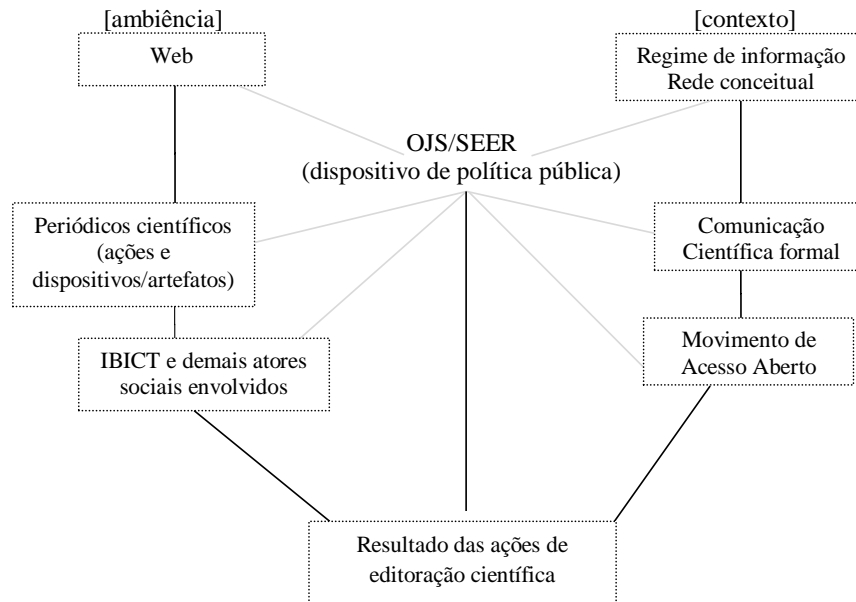 [ambiência]
Web
[contexto]
Regime de informação
Rede conceitual
OJS/SEER
(dispositivo de política pública)
Periódicos científicos
(ações e
dispositivos/artefatos)
Comunicação
Científica formal
IBICT e demais atores
sociais envolvidos
Movimento de
Acesso Aberto
Resultado das ações de
editoração científica